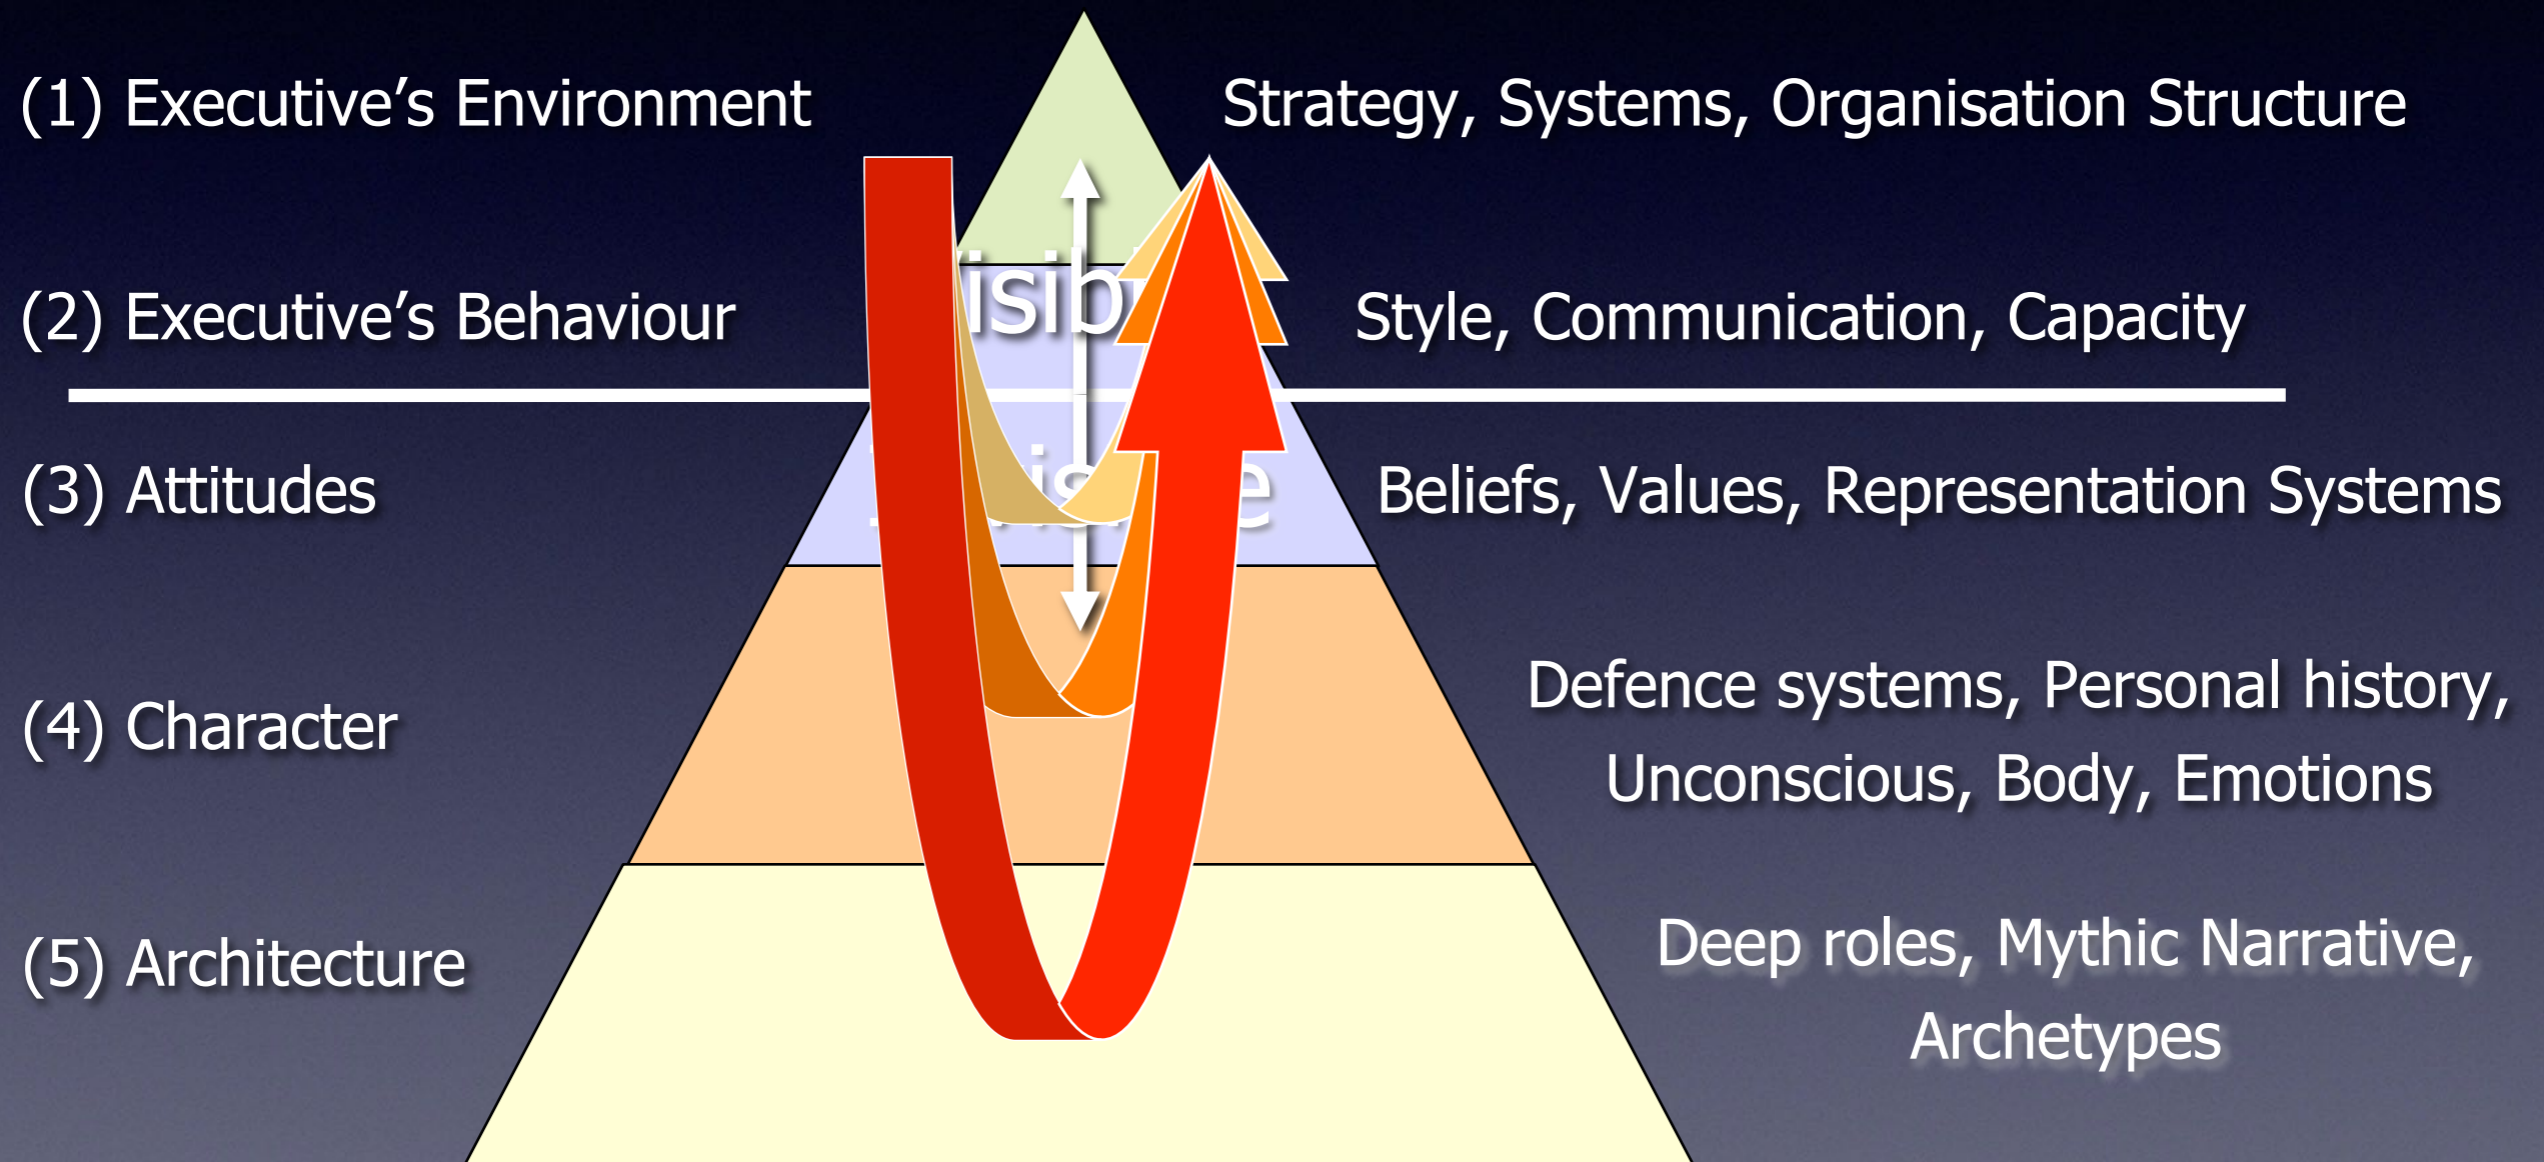 (1) Executive’s Environment
Strategy, Systems, Organisation Structure
(2) Executive’s Behaviour
Style, Communication, Capacity
(3) Attitudes
Beliefs, Values, Representation Systems
(4) Character
Defence systems, Personal history,
Unconscious, Body, Emotions
(5) Architecture
Deep roles, Mythic Narrative,
Archetypes